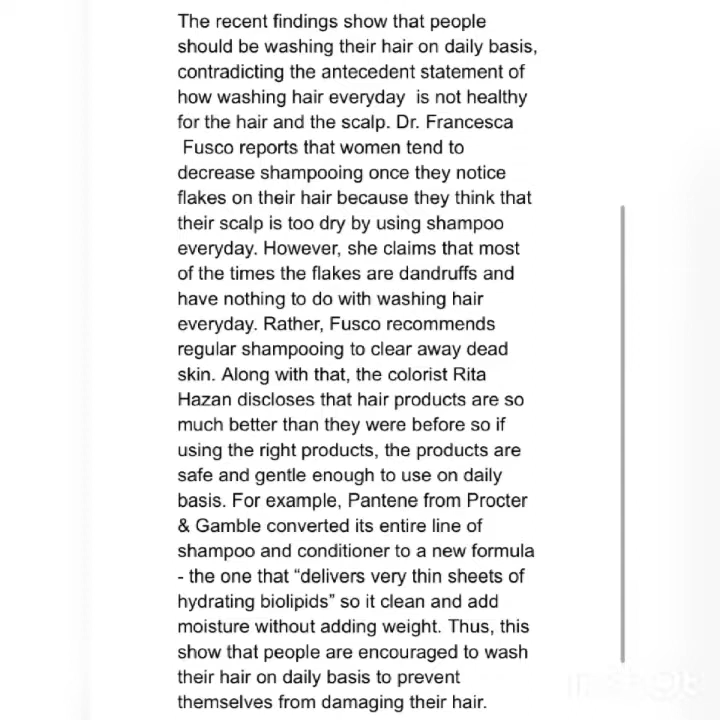 The recent findings show that people
should be washing their hair on daily basis,
contradicting the antecedent statement of
how washing hair everyday  is not healthy
for the hair and the scalp. Dr. Francesca
Fusco reports that women tend to
decrease shampooing once they notice
flakes on their hair because they think that
their scalp is too dry by using shampoo
everyday. However, she claims that most
of the times the flakes are dandruffs and
have nothing to do with washing hair
everyday. Rather, Fusco recommends
regular shampooing to clear away dead
skin. Along with that, the colorist Rita
Hazan discloses that hair products are so
much better than they were before so if
using the right products, the products are
safe and gentle enough to use on daily
basis. For example, Pantene from Procter
& Gamble converted its entire line of
shampoo and conditioner to a new formula
- the one that “delivers very thin sheets of
hydrating biolipids” so it clean and add
moisture without adding weight. Thus, this
show that people are encouraged to wash
their hair on daily basis to prevent
themselves from damaging their hair.